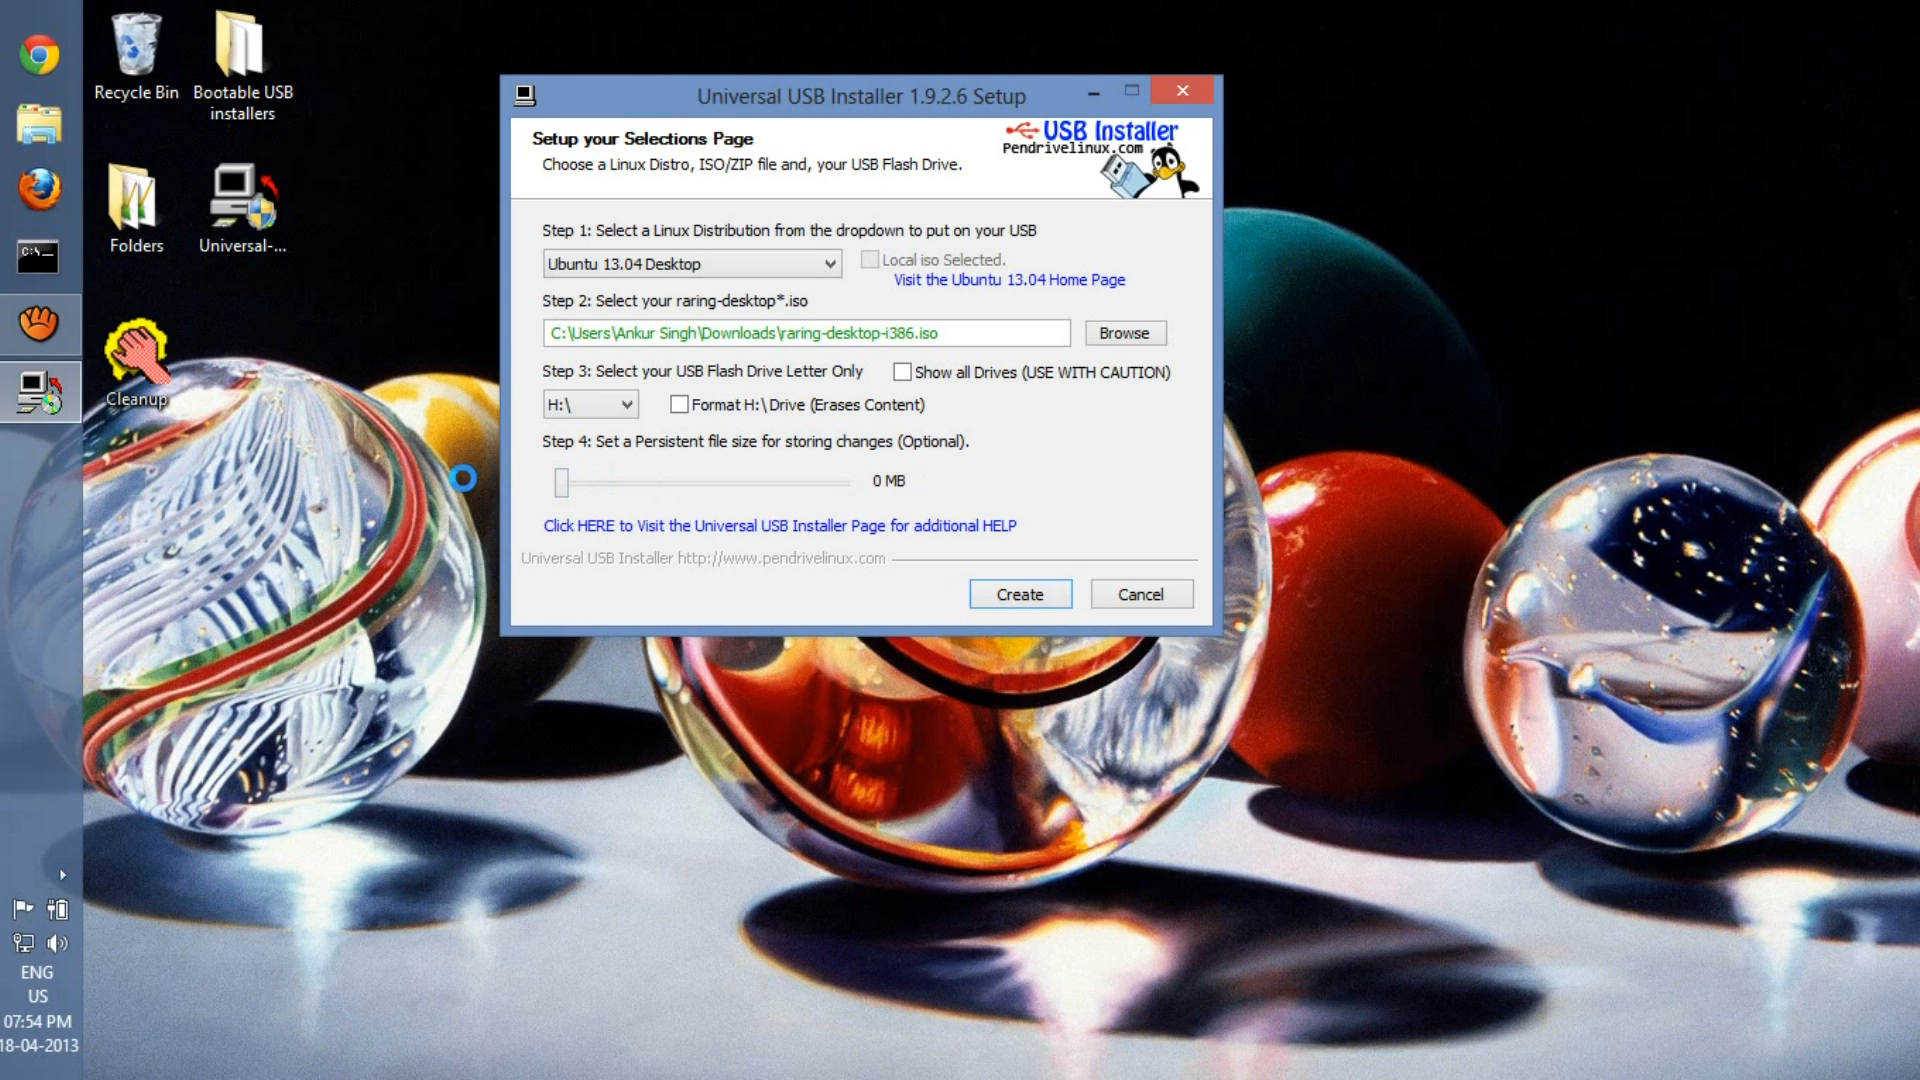 Recycle Bin
Bootable USB
installers
Folders
Universal-...
Cleanup
C:\
Universal USB Installer 1.9.2.6 Setup
Setup your Selections Page
Choose a Linux Distro, ISO/ZIP file and, your USB Flash Drive.
USB Installer
Pendrivelinux.com
Step 1: Select a Linux Distribution from the dropdown to put on your USB
Ubuntu 13.04 Desktop
Local iso Selected.
Visit the Ubuntu 13.04 Home Page
Step 2: Select your raring-desktop*.iso
C:\Users\Ankur Singh\Downloads\raring-desktop-i386.iso
Browse
Step 3: Select your USB Flash Drive Letter Only
Show all Drives (USE WITH CAUTION)
H:\
Format H:\ Drive (Erases Content)
Step 4: Set a Persistent file size for storing changes (Optional).
0 MB
Click HERE to Visit the Universal USB Installer Page for additional HELP
Universal USB Installer http://www.pendrivelinux.com
Create
Cancel
ENG
US
07:54 PM
18-04-2013